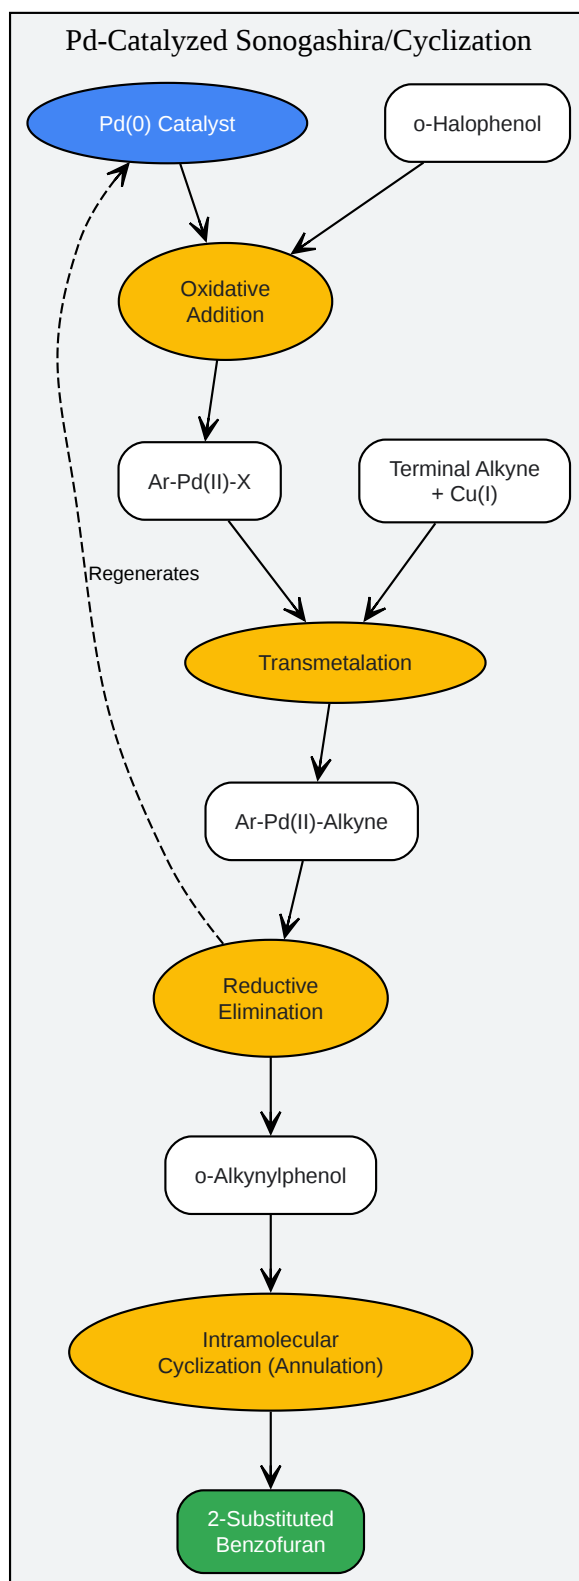 Pd-Catalyzed Sonogashira/Cyclization
Pd(0) Catalyst
o-Halophenol
Oxidative
Addition
Ar-Pd(II)-X
Terminal Alkyne
+ Cu(I)
Regenerates
Transmetalation
Ar-Pd(II)-Alkyne
Reductive
Elimination
o-Alkynylphenol
Intramolecular
Cyclization (Annulation)
2-Substituted
Benzofuran